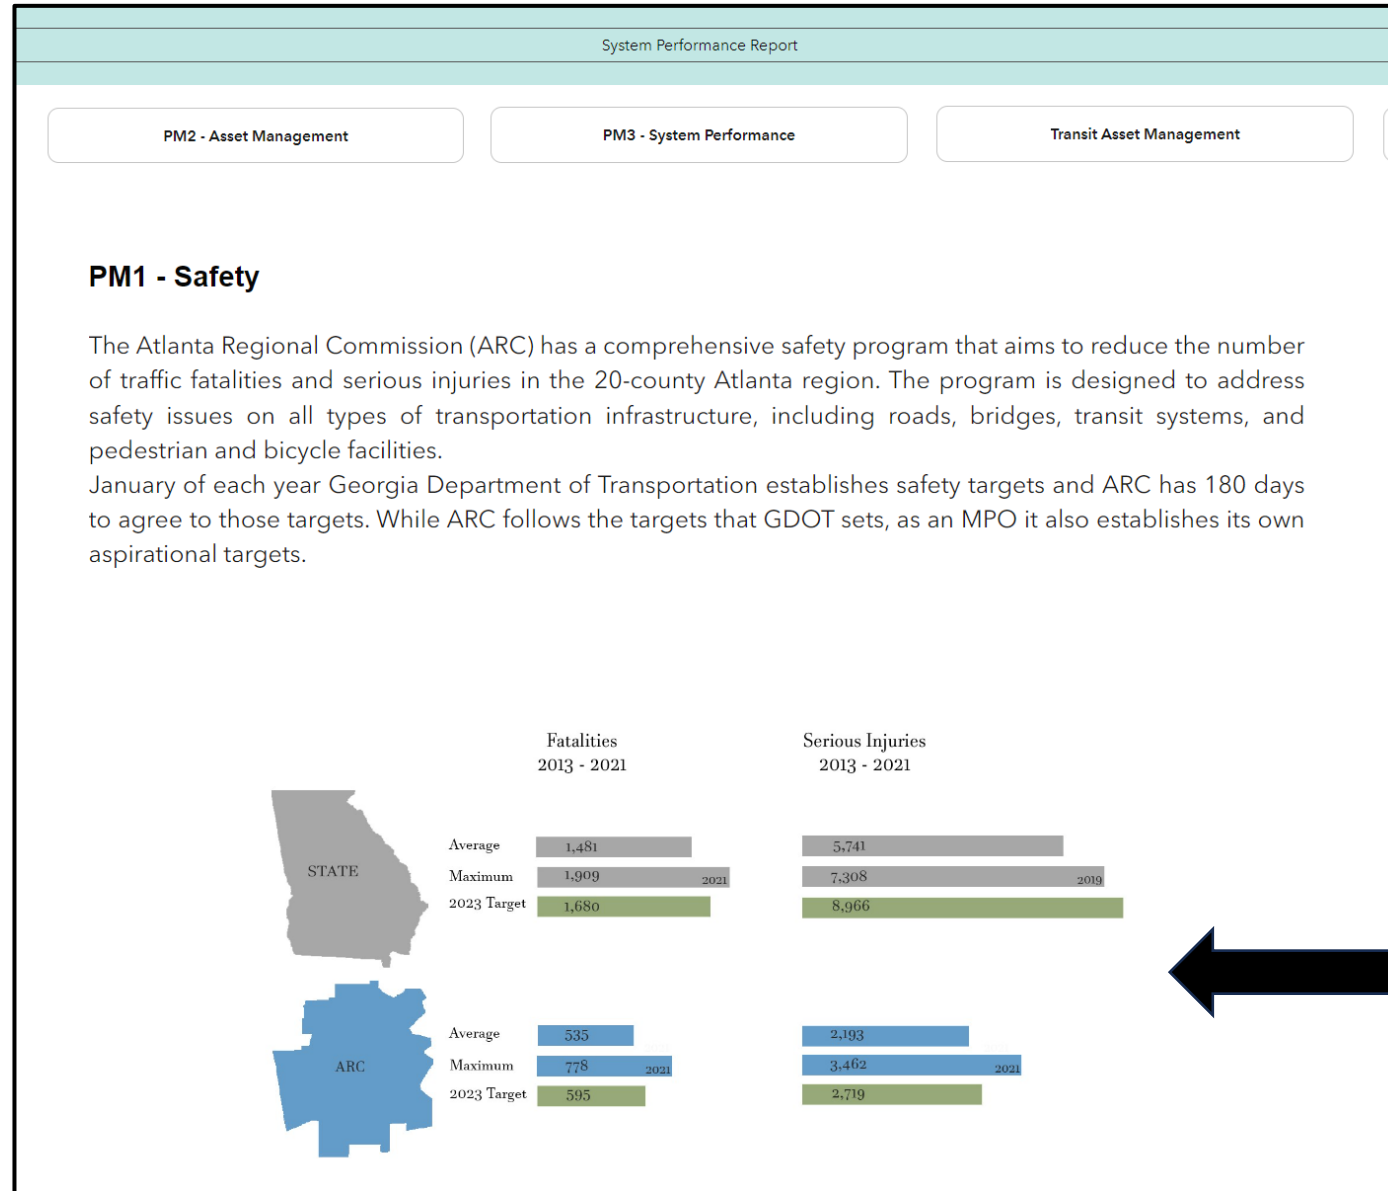 System Performance Report
PM2 - Asset Management
PM3 - System Performance
Transit Asset Management
PM1 - Safety
The Atlanta Regional Commission (ARC) has a comprehensive safety program that aims to reduce the number
of traffic fatalities and serious injuries in the 20-county Atlanta region. The program is designed to address
safety issues on all types of transportation infrastructure, including roads, bridges, transit systems, and
pedestrian and bicycle facilities.
January of each year Georgia Department of Transportation establishes safety targets and ARC has 180 days
to agree to those targets. While ARC follows the targets that GDOT sets, as an MPO it also establishes its own
aspirational targets.
Fatalities
2013 - 2021
Serious Injuries
2013 - 2021
STATE
Average 1,481 5,741
Maximum 1,909 2021 7,308 2019
2023 Target 1,680 8,966
ARC
Average 535 2,193
Maximum 778 2021 3,462 2021
2023 Target 595 2,719